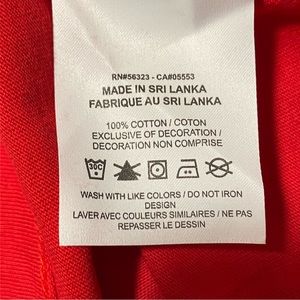 RN#56323 - CA#05553
MADE IN SRI LANKA
FABRIQUE AU SRI LANKA
100% COTTON / COTON
EXCLUSIVE OF DECORATION /
DECORATION NON COMPRISE
30C
WASH WITH LIKE COLORS / DO NOT IRON
DESIGN
LAVER AVEC COULEURS SIMILAIRES / NE PAS
REPASSER LE DESSIN